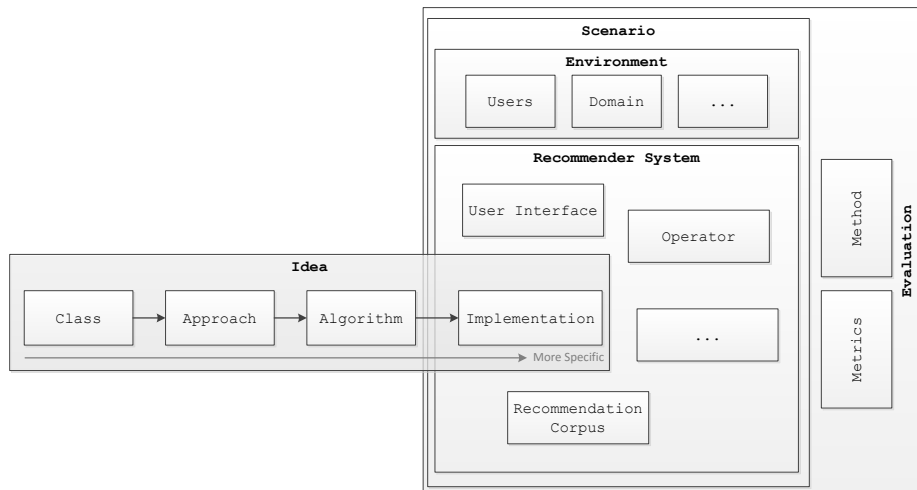 Scenario
Environment
Users
Domain
...
Recommender System
User Interface
Operator
Idea
Class
Approach
Algorithm
Implementation
More Specific
...
Recommendation
Corpus
Method
Metrics
Evaluation